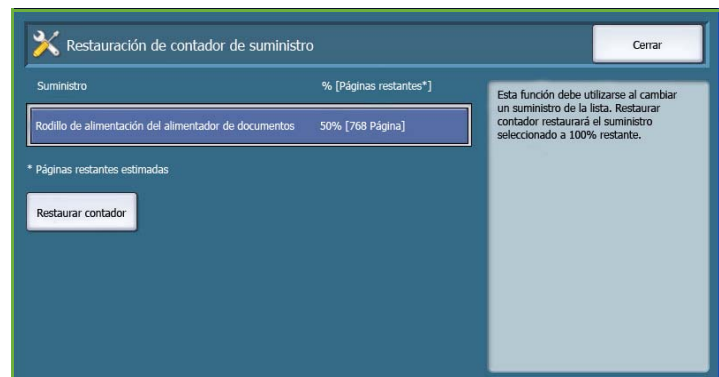 Restauración de contador de suministro
Cerrar
Suministro
% [Páginas restantes*]
Rodillo de alimentación del alimentador de documentos
50% [768 Página]
* Páginas restantes estimadas
Restaurar contador
Esta función debe utilizarse al cambiar
un suministro de la lista. Restaurar
contador restaurará el suministro
seleccionado a 100% restante.